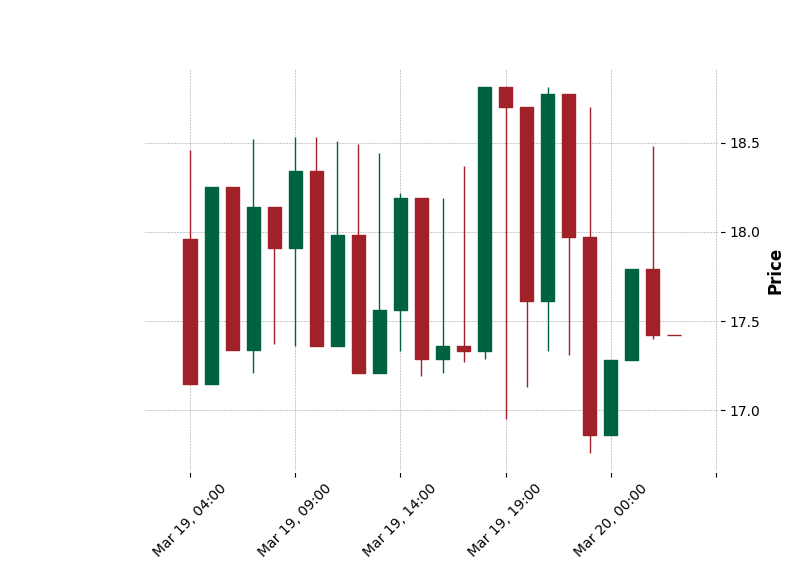 18.5
18.0
17.5
17.0
Price
Mar 19, 04:00
Mar 19, 09:00
Mar 19, 14:00
Mar 19, 19:00
Mar 20, 00:00